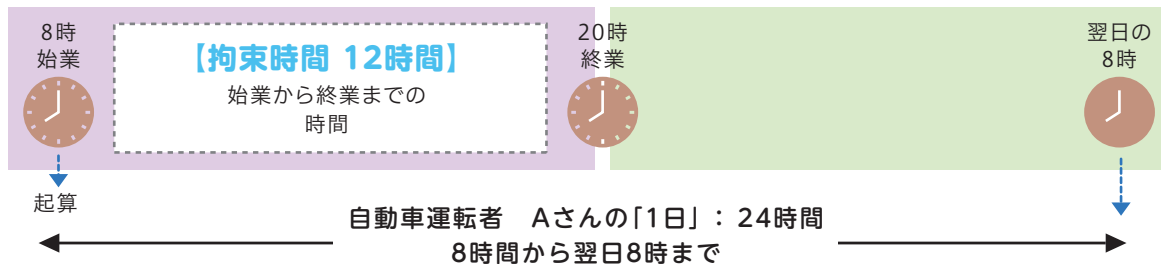 8時
始業
【拘束時間 12時間】
始業から終業までの
時間
20時
終業
翌日の
8時
起算
自動車運転者　Aさんの「1日」：24時間
8時間から翌日8時まで